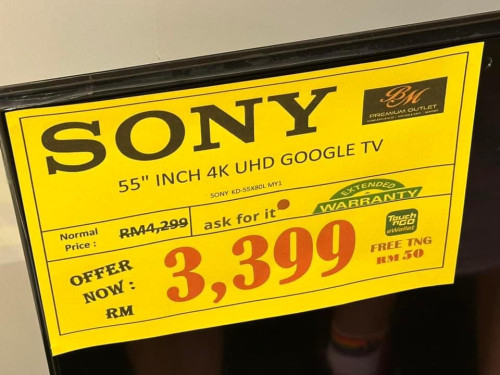 SONY
BM
PREMIUM OUTLET
55" INCH 4K UHD GOOGLE TV
SONY KD-55X80L MY1
Normal Price : RM4,299
ask for it
EXTENDED WARRANTY
OFFER NOW : RM 3,399
Touch 'n GO eWallet
FREE TNG
RM 50